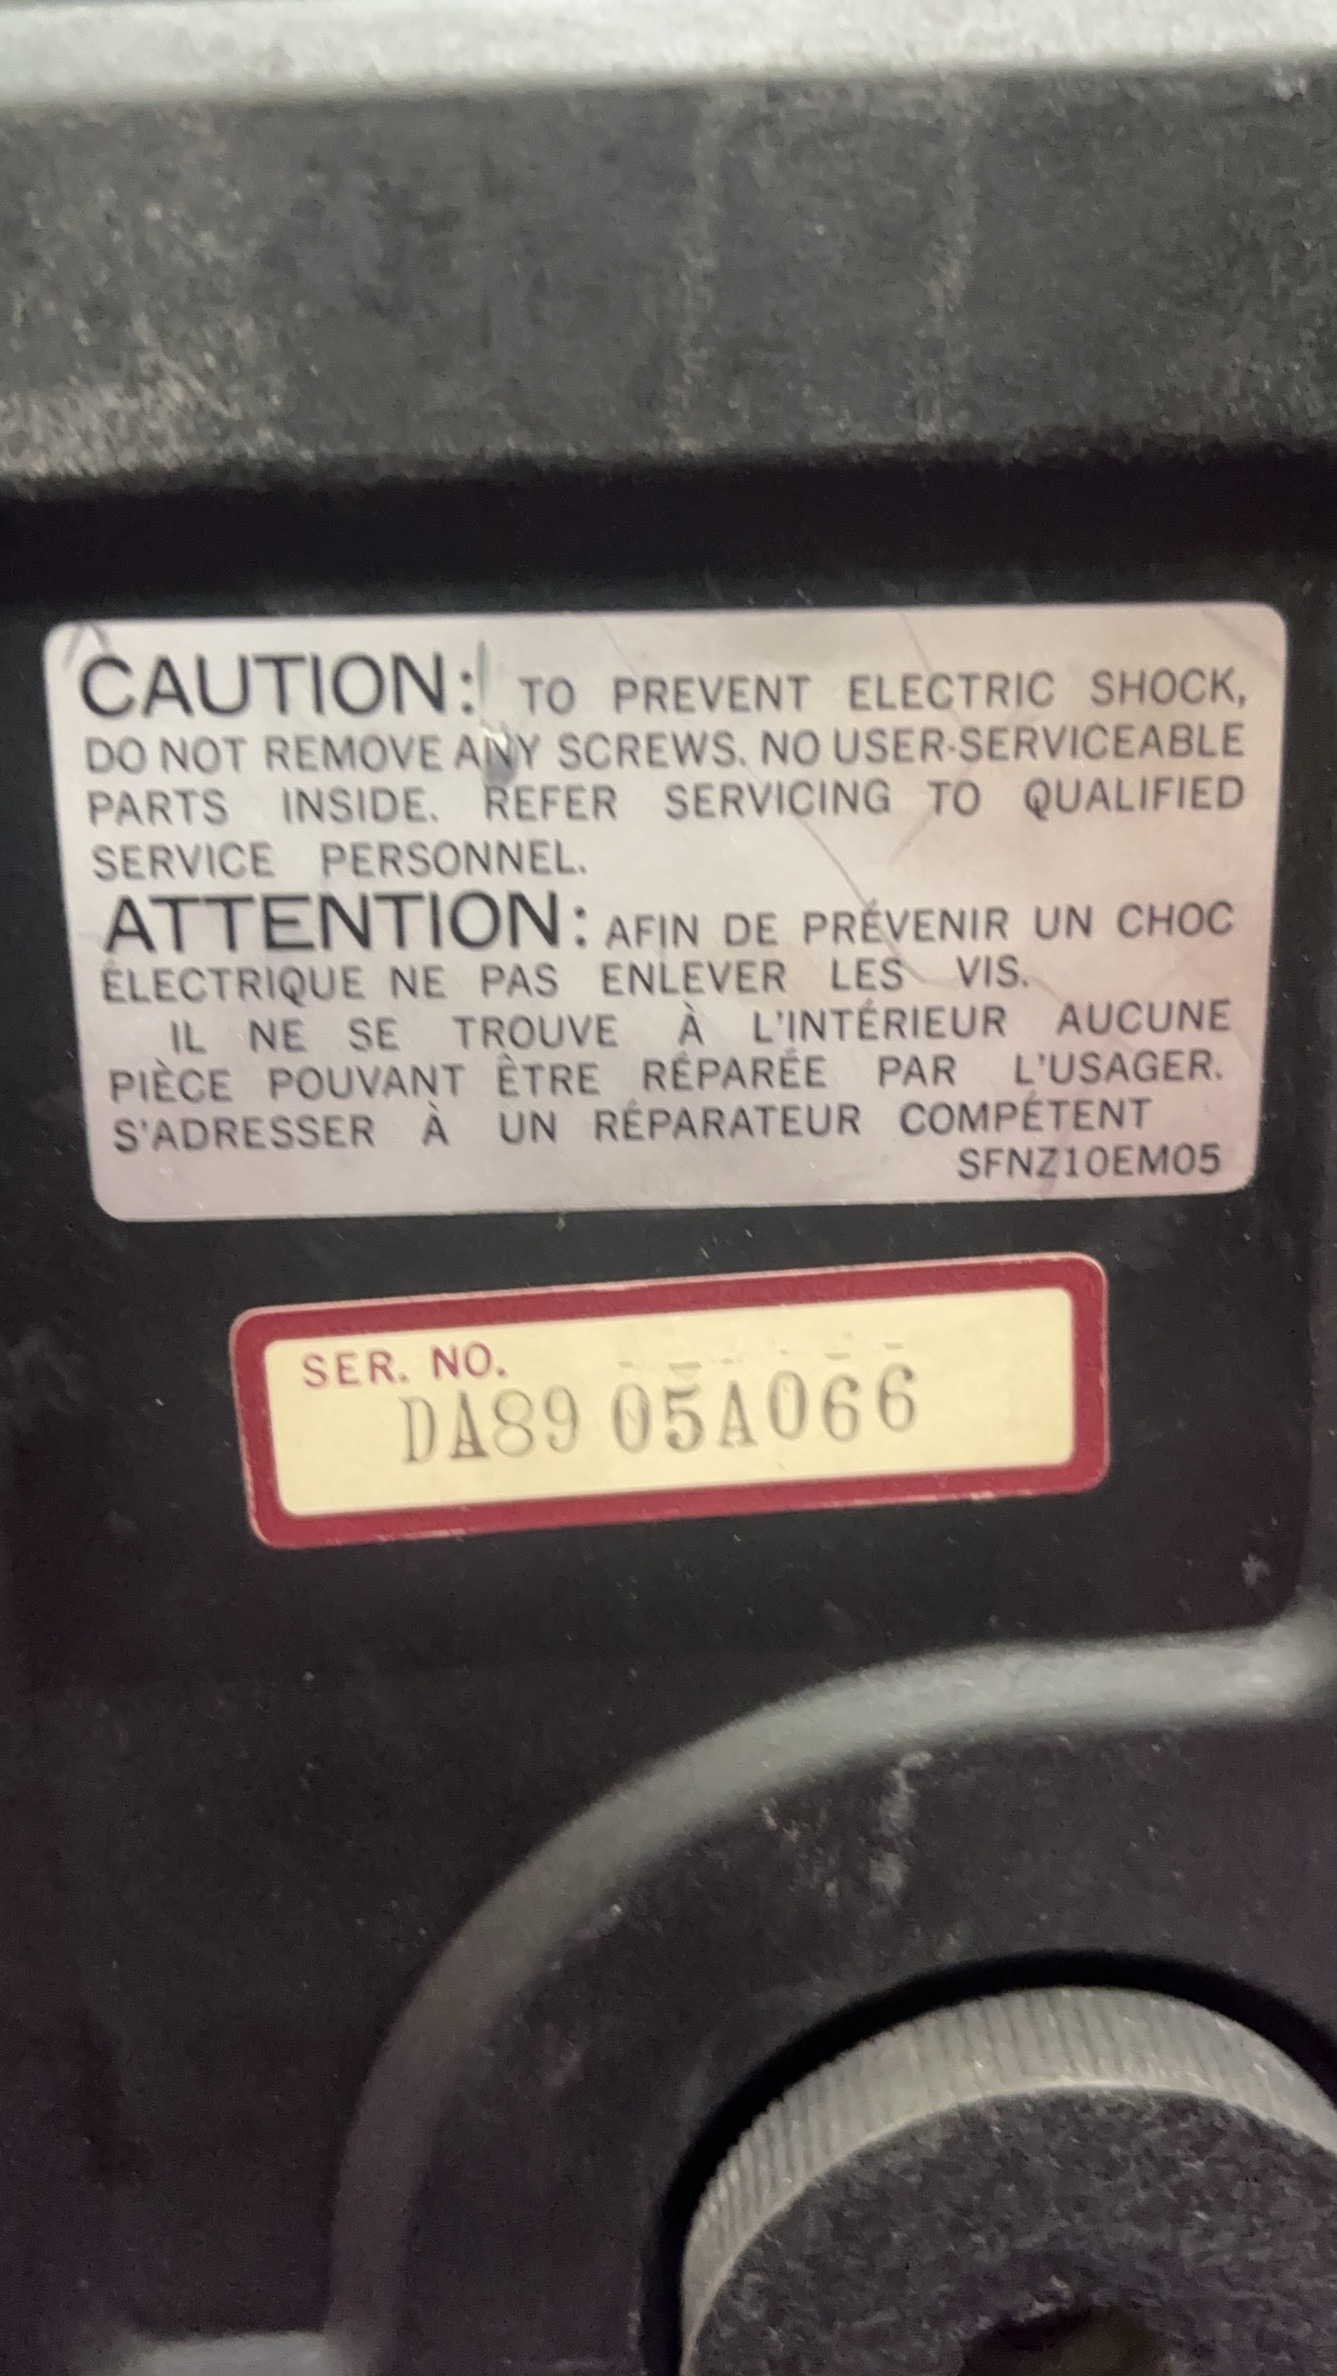 CAUTION: TO PREVENT ELECTRIC SHOCK,
DO NOT REMOVE ANY SCREWS. NO USER-SERVICEABLE
PARTS INSIDE. REFER SERVICING TO QUALIFIED
SERVICE PERSONNEL.
ATTENTION: AFIN DE PRÉVENIR UN CHOC
ÉLECTRIQUE NE PAS ENLEVER LES VIS.
IL NE SE TROUVE À L'INTÉRIEUR AUCUNE
PIÈCE POUVANT ÊTRE RÉPARÉE PAR L'USAGER.
S'ADRESSER À UN RÉPARATEUR COMPÉTENT
SFNZ10EM05
SER. NO.
DA89 05A066